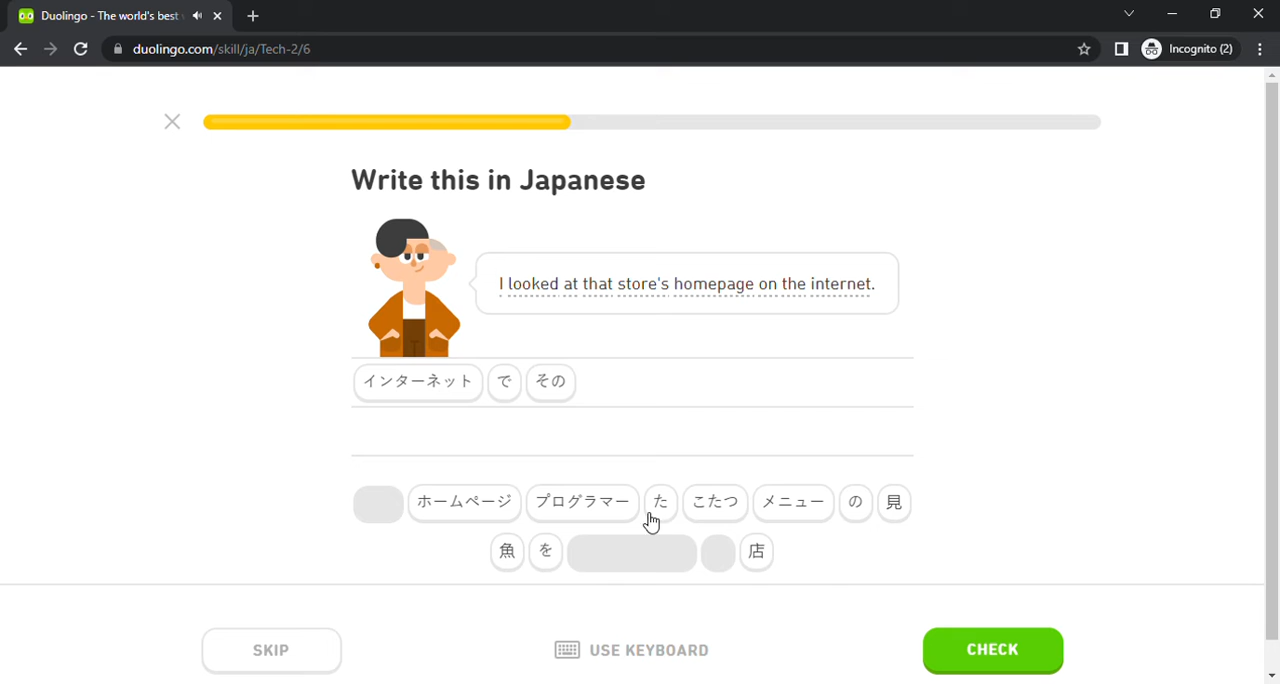 Duolingo - The world's best
duolingo.com/skill/ja/Tech-2/6
Incognito (2)
Write this in Japanese
I looked at that store's homepage on the internet.
インターネット で その
ホームページ プログラマー た こたつ メニュー の 見
魚 を 店
SKIP
USE KEYBOARD
CHECK